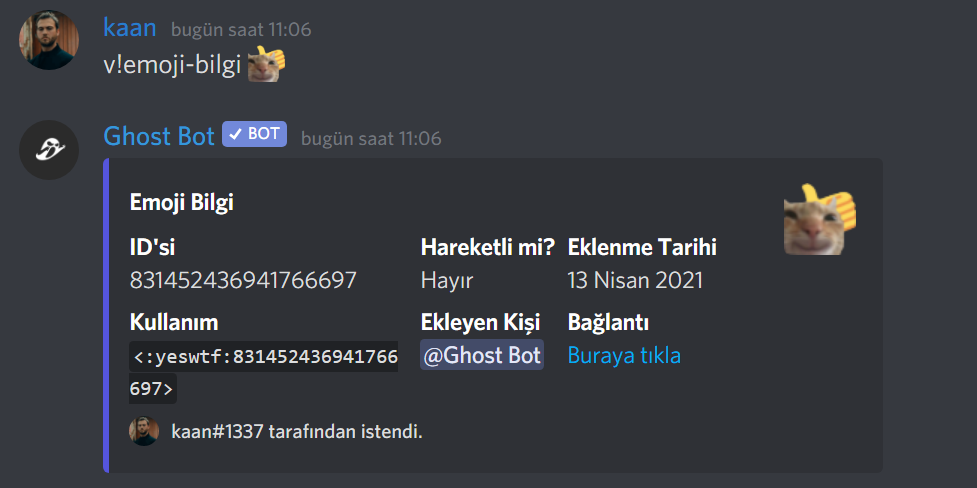 kaan bugün saat 11:06
v!emoji-bilgi
Ghost Bot BOT bugün saat 11:06
Emoji Bilgi
ID'si Hareketli mi? Eklenme Tarihi
831452436941766697 Hayır 13 Nisan 2021
Kullanım Ekleyen Kişi Bağlantı
<:yeswtf:831452436941766 @Ghost Bot Buraya tıkla
697>
kaan#1337 tarafından istendi.